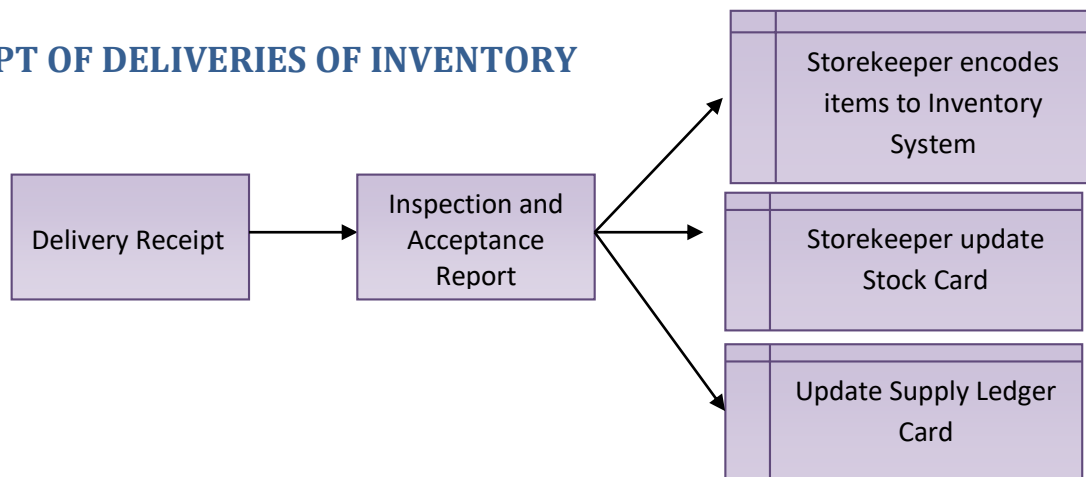 PT OF DELIVERIES OF INVENTORY
Delivery Receipt
Inspection and
Acceptance
Report
Storekeeper encodes
items to Inventory
System
Storekeeper update
Stock Card
Update Supply Ledger
Card